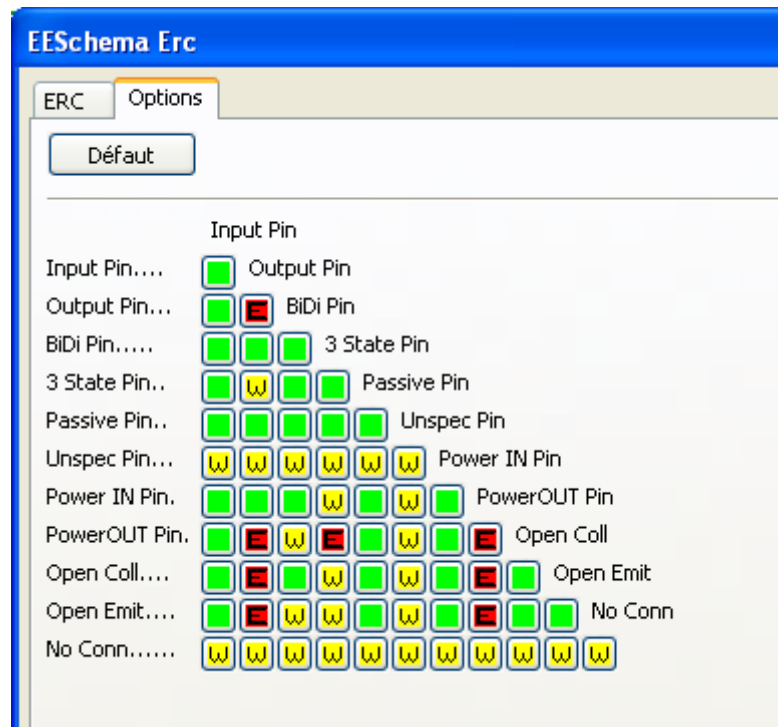 EESchema Erc
ERC Options
Défaut
Input Pin
Input Pin.... Output Pin
Output Pin... E BiDi Pin
BiDi Pin..... 3 State Pin
3 State Pin.. W Passive Pin
Passive Pin.. Unspec Pin
Unspec Pin... W W W W W W Power IN Pin
Power IN Pin. W W PowerOUT Pin
PowerOUT Pin. E W E W E Open Coll
Open Coll.... E W W E Open Emit
Open Emit.... E W W W E No Conn
No Conn...... W W W W W W W W W W W